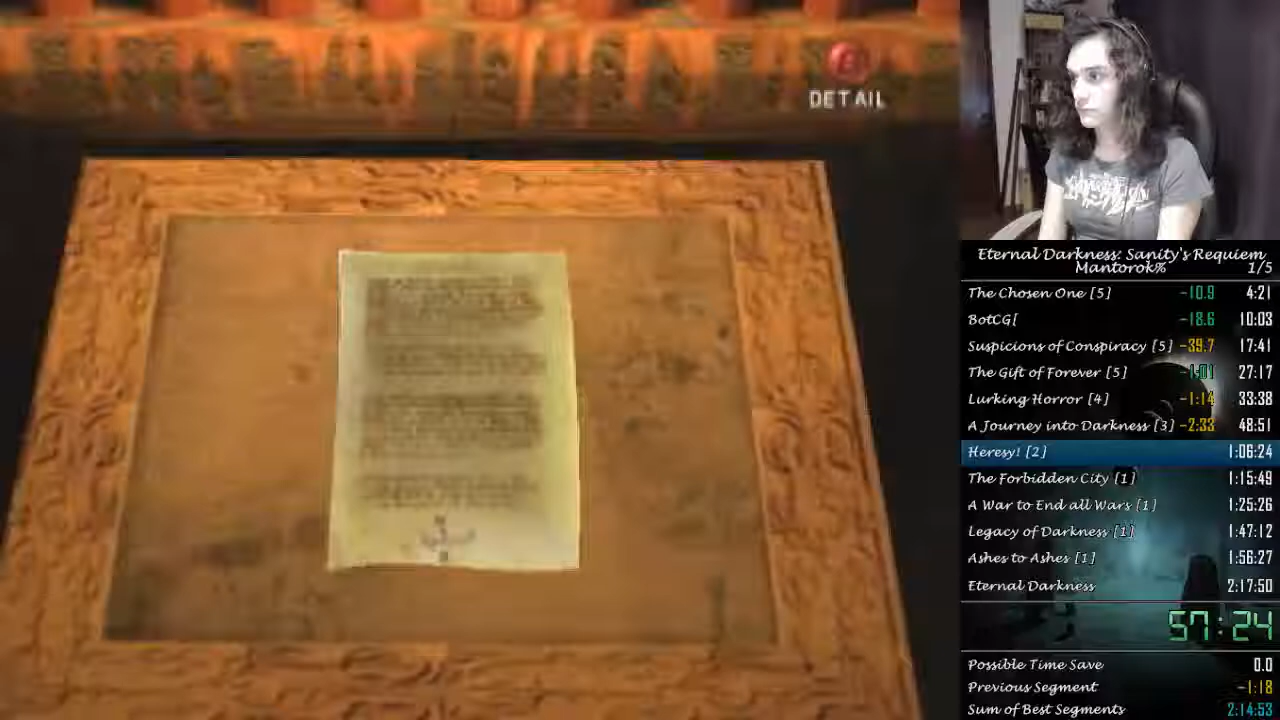 DETAIL
Eternal Darkness: Sanity's Requiem
Mantorok% 1/5
The Chosen One [5] -10.9 4:21
BotCG[ -18.6 10:03
Suspicions of Conspiracy [5] -39.7 17:41
The Gift of Forever [5] -1:01 27:17
Lurking Horror [4] -1:14 33:38
A Journey into Darkness [3] -2:33 48:51
Heresy! [2] 1:06:24
The Forbidden City [1] 1:15:49
A War to End all Wars [1] 1:25:26
Legacy of Darkness [1] 1:47:12
Ashes to Ashes [1] 1:56:27
Eternal Darkness 2:17:50
57:24
Possible Time Save 0.0
Previous Segment -1:18
Sum of Best Segments 2:14:53